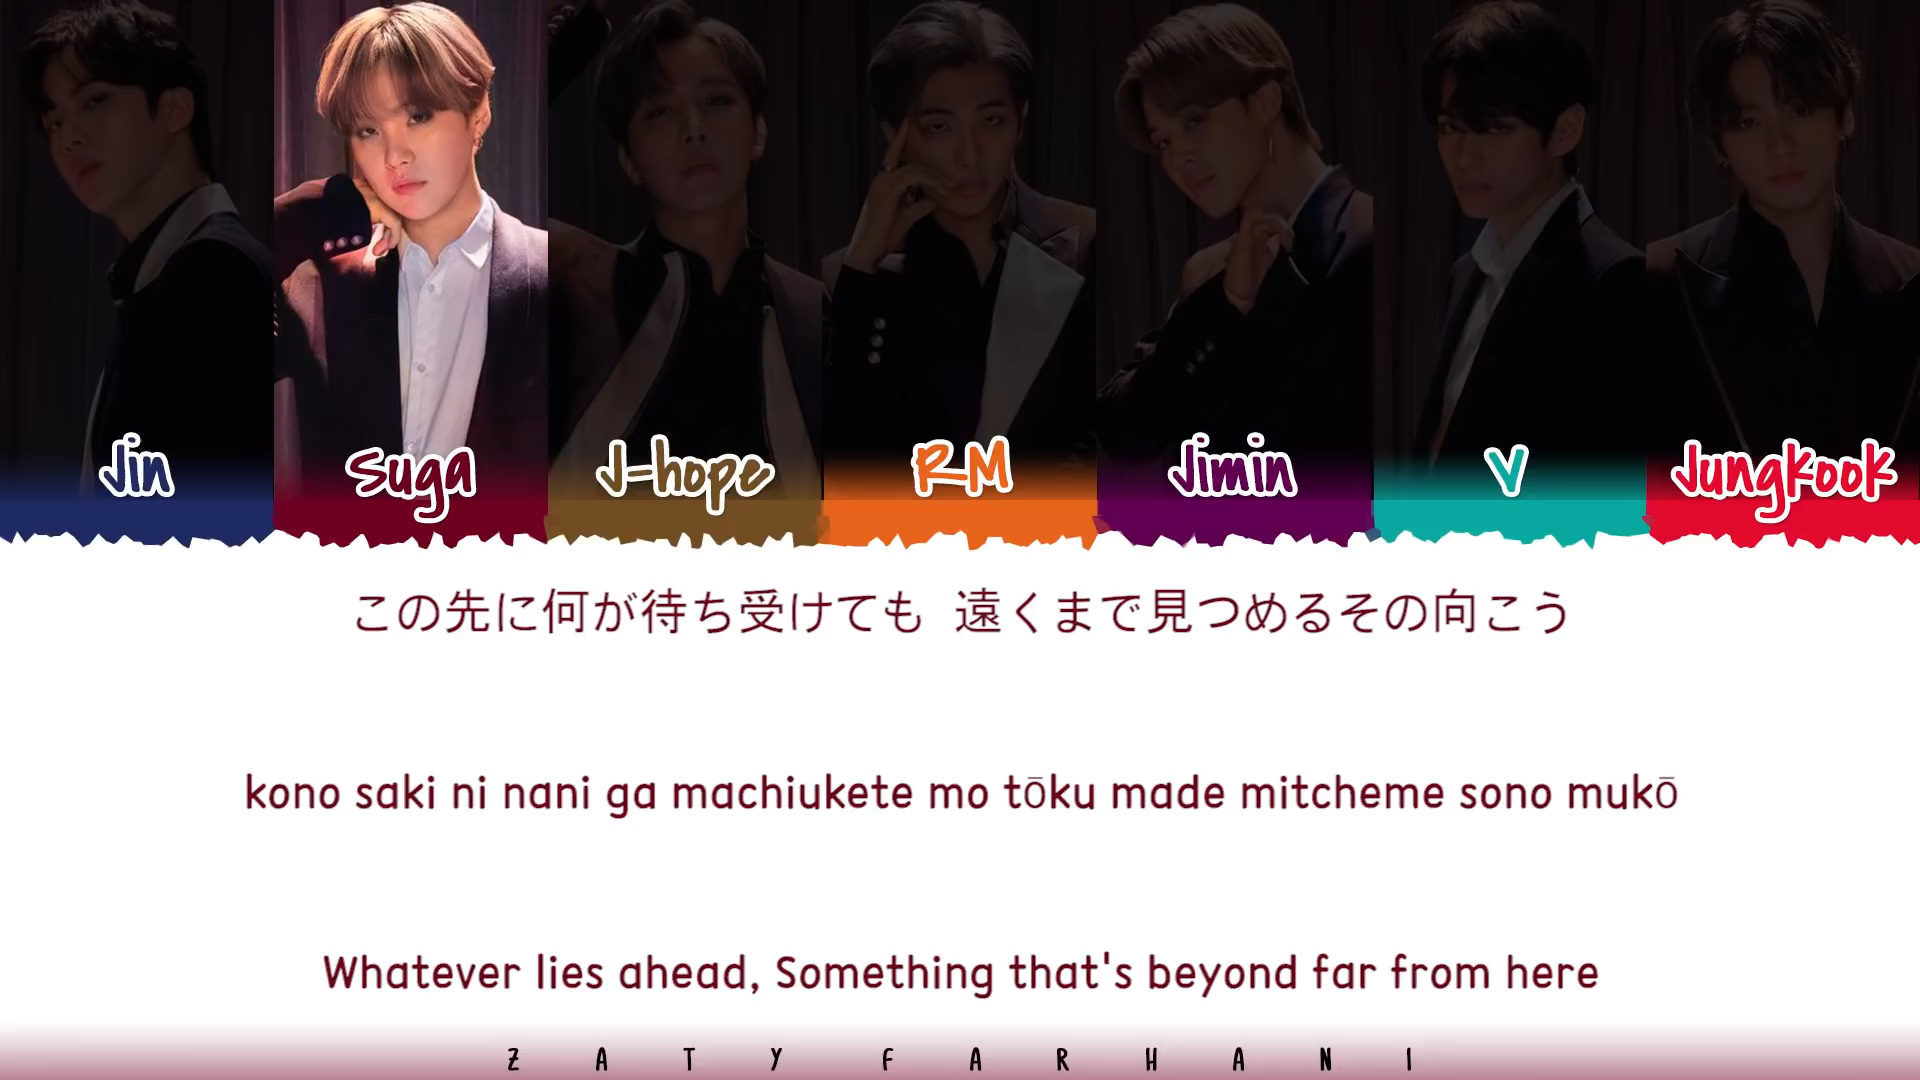 Jin Suga J-hope RM Jimin V Jungkook
この先に何が待ち受けても 遠くまで見つめるその向こう
kono saki ni nani ga machiukete mo tōku made mitcheme sono mukō
Whatever lies ahead, Something that's beyond far from here
ZATY FARHANI